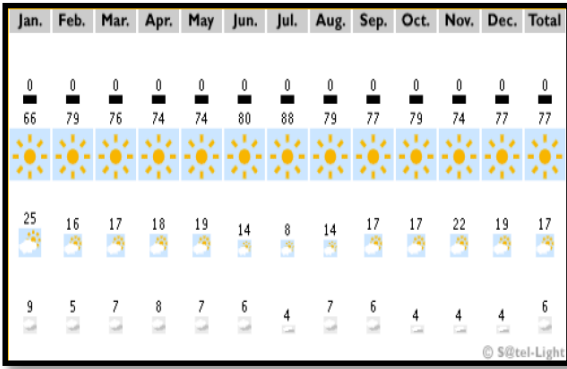 Jan. Feb. Mar. Apr. May Jun. Jul. Aug. Sep. Oct. Nov. Dec. Total
0 0 0 0 0 0 0 0 0 0 0 0 0
66 79 76 74 74 80 88 79 77 79 74 77 77
25 16 17 18 19 14 8 14 17 17 22 19 17
9 5 7 8 7 6 4 7 6 4 4 4 6
© S@tel-Light